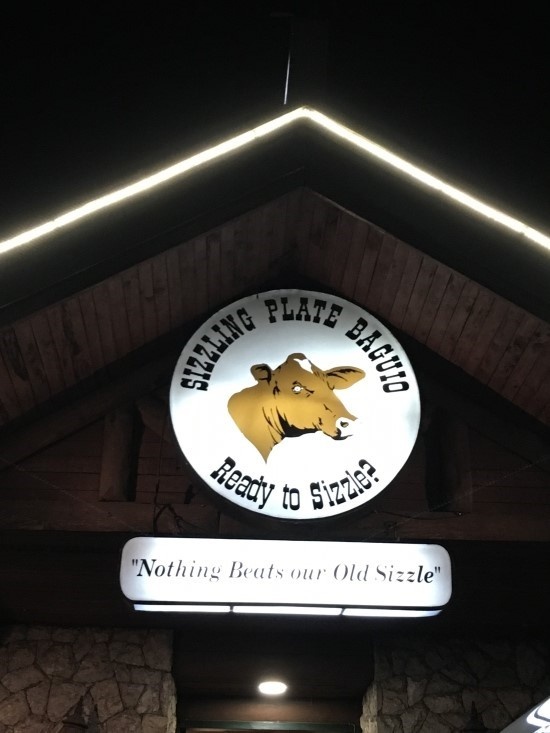 SIZZLING PLATE BAGUIO
Ready to Sizzle?
"Nothing Beats our Old Sizzle"